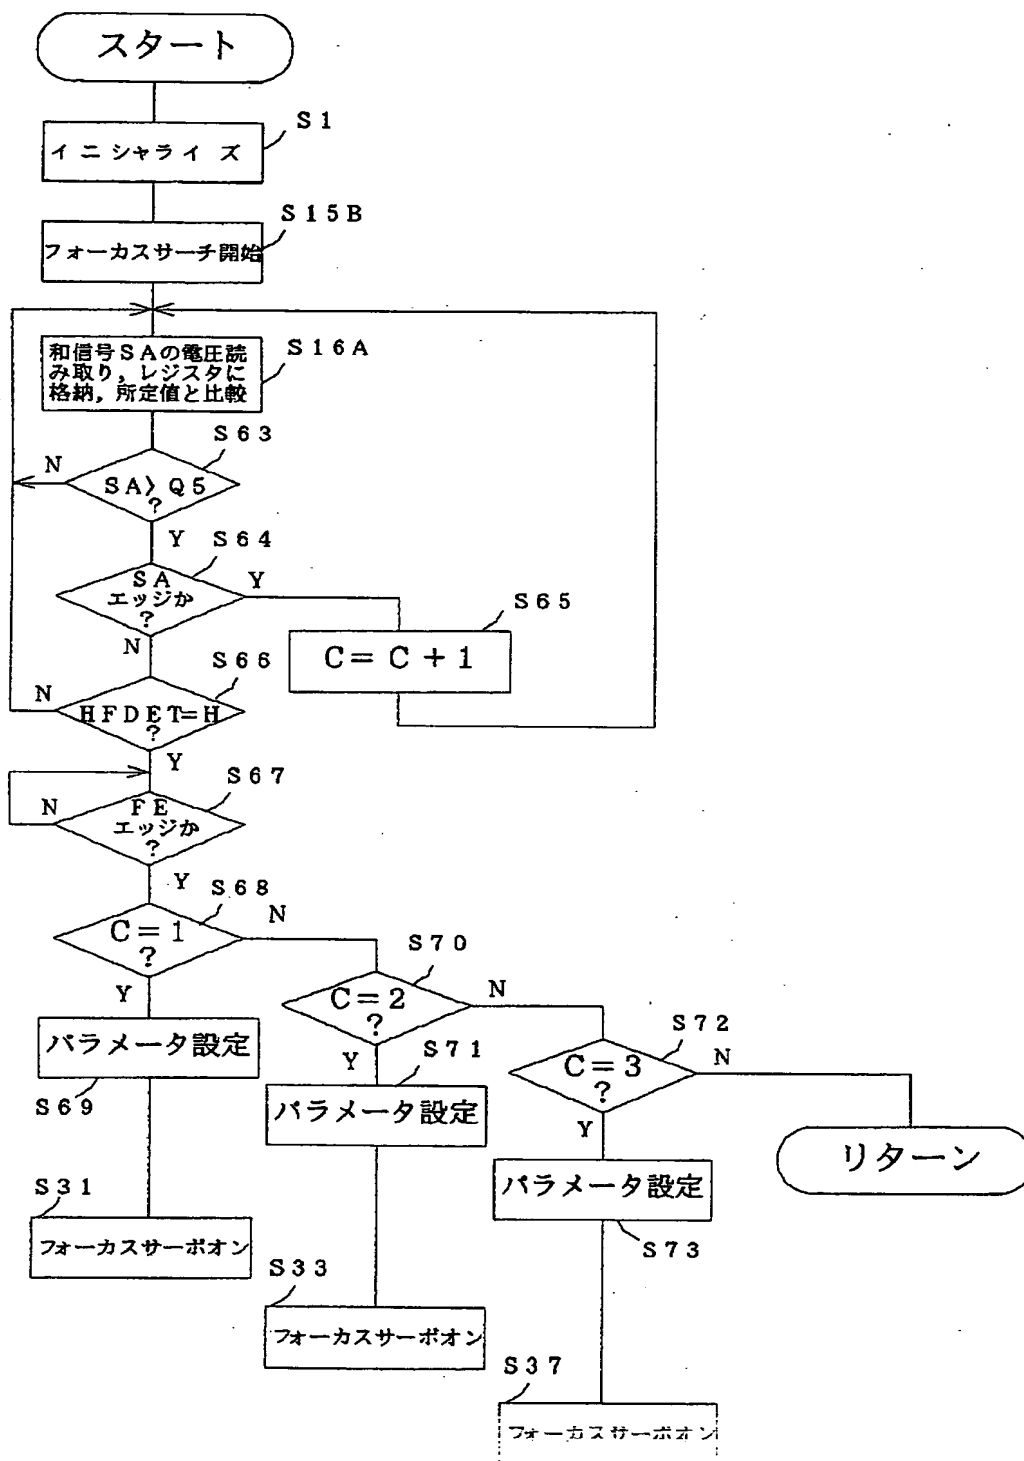 スタート
S1
イニシャライズ
S15B
フォーカスサーチ開始
S16A
和信号SAの電圧読
み取り，レジスタに
格納，所定値と比較
S63
N
SA>Q5
?
Y
S64
SA
エッジか
?
Y
S65
C=C+1
N
S66
N
HFDET=H
?
Y
S67
N
FE
エッジか
?
Y
S68
C=1
?
N
S70
C=2
?
N
S72
C=3
?
N
リターン
Y
パラメータ設定
S69
Y
S71
パラメータ設定
Y
パラメータ設定
S73
S31
フォーカスサーボオン
S33
フォーカスサーボオン
S37
フォーカスサーボオン